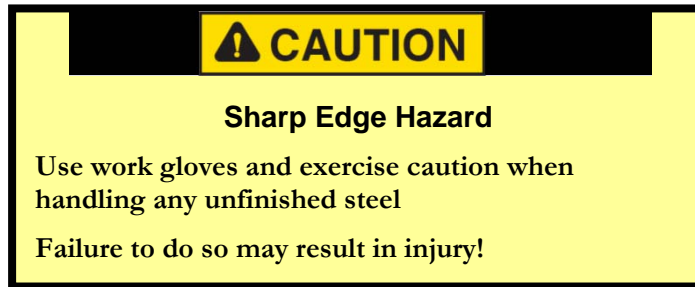 CAUTION
Sharp Edge Hazard
Use work gloves and exercise caution when
handling any unfinished steel
Failure to do so may result in injury!